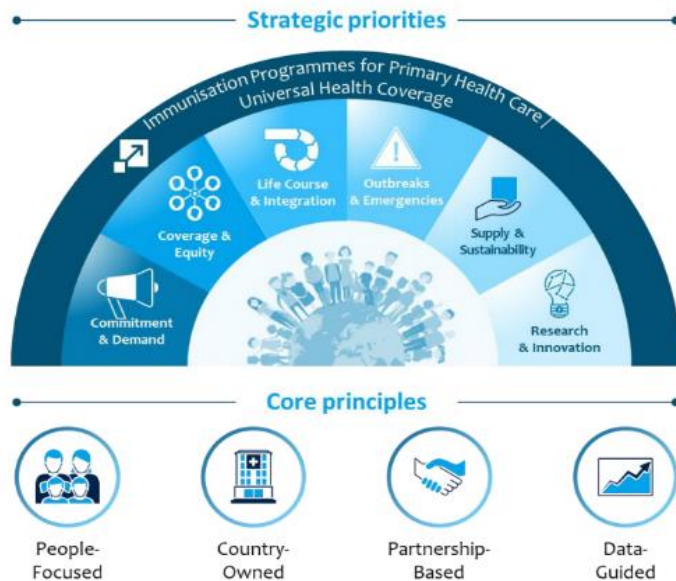 Strategic priorities
Immunisation Programmes for Primary Health Care /
Universal Health Coverage
Commitment
& Demand
Coverage &
Equity
Life Course
& Integration
Outbreaks
& Emergencies
Supply &
Sustainability
Research
& Innovation
Core principles
People-
Focused
Country-
Owned
Partnership-
Based
Data-
Guided